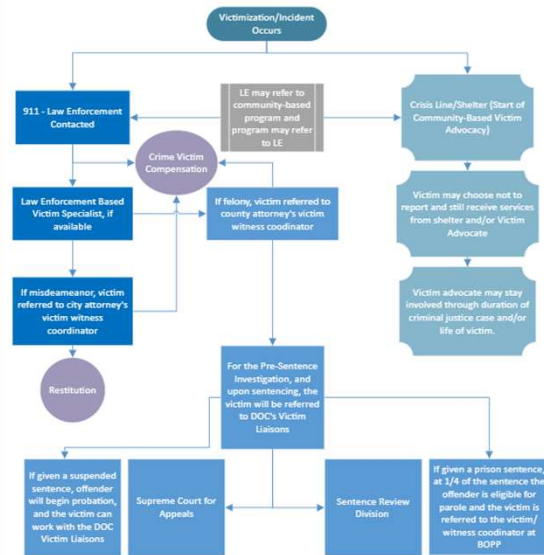 Victimization/Incident
Occurs
911 - Law Enforcement
Contacted
LE may refer to
community-based
program and
program may refer
to LE
Crisis Line/Shelter (Start of
Community-Based Victim
Advocacy)
Crime Victim
Compensation
Law Enforcement Based
Victim Specialist, if
available
If felony, victim referred to
county attorney's victim
witness coordinator
Victim may choose not to
report and still receive services
from shelter and/or Victim
Advocate
If misdemeanor, victim
referred to city attorney's
victim witness
coordinator
Victim advocate may stay
involved through duration of
criminal justice case and/or
life of victim.
Restitution
For the Pre-Sentence
Investigation, and
upon sentencing, the
victim will be referred
to DOC's Victim
Liaisons
If given a suspended
sentence, offender
will begin probation,
and the victim can
work with the DOC
Victim Liaisons
Supreme Court for
Appeals
Sentence Review
Division
If given a prison sentence,
at 1/4 of the sentence the
offender is eligible for
parole and the victim is
referred to the victim/
witness coodinator at
BOPP